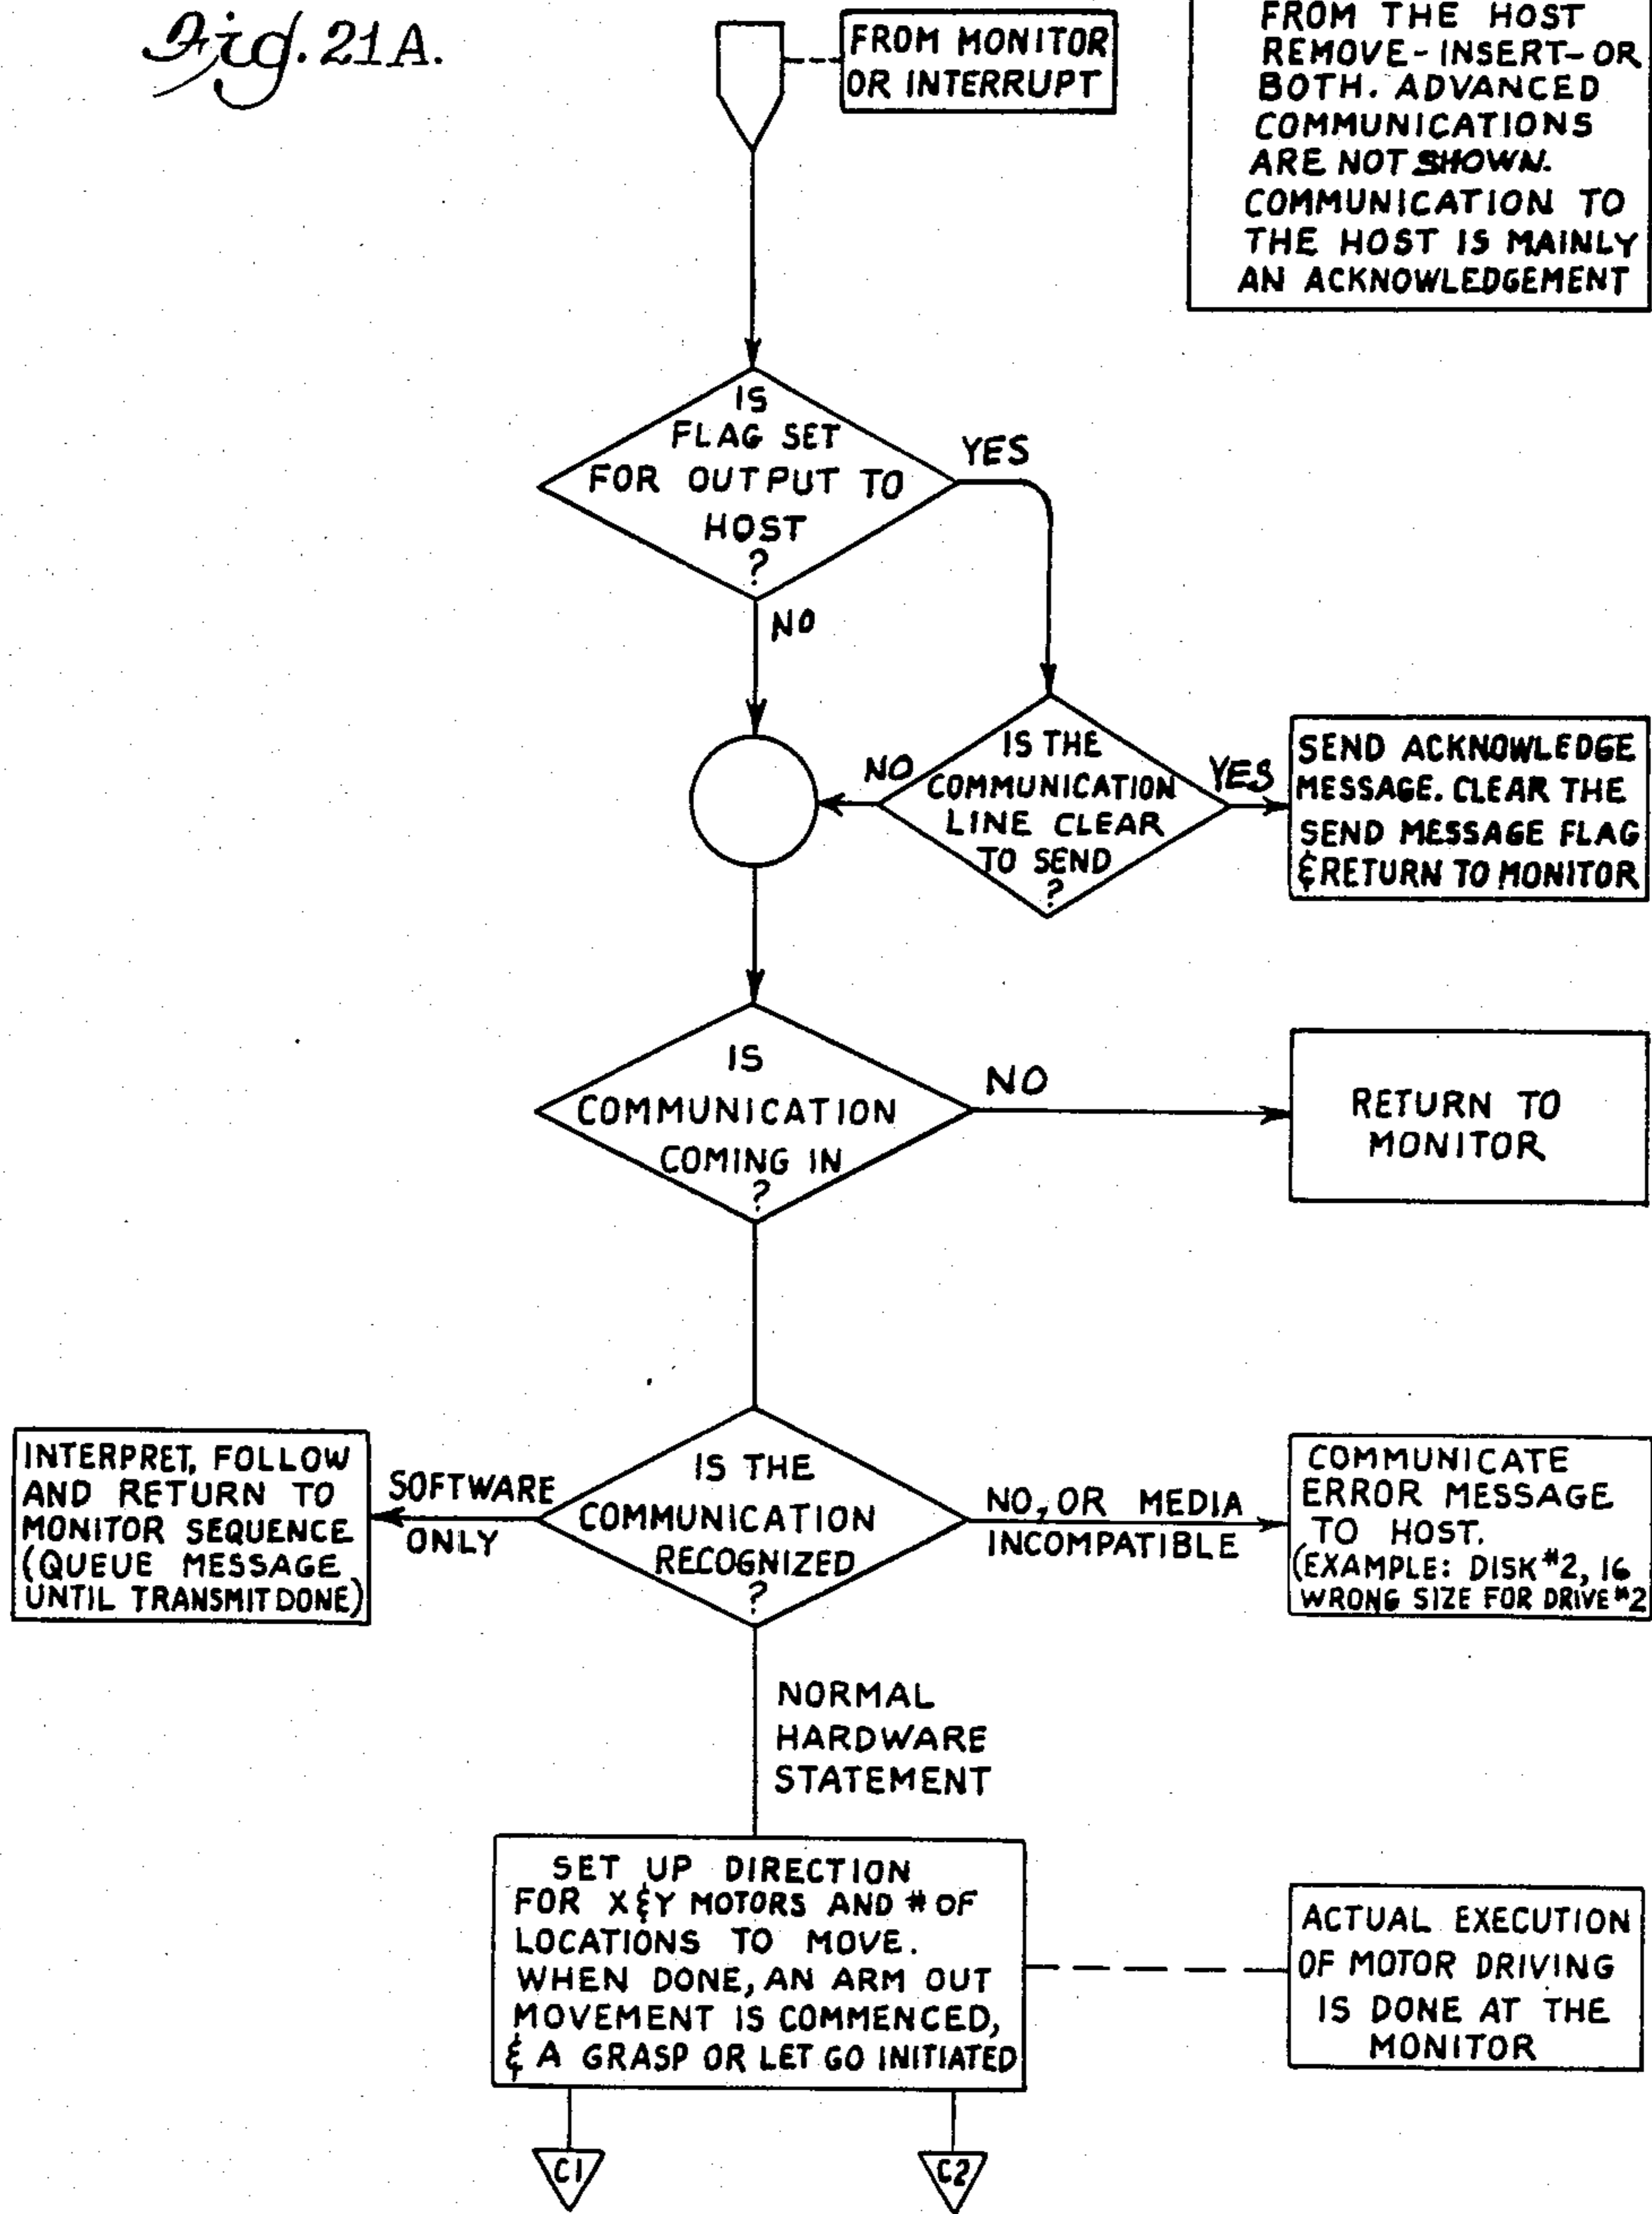 Fig. 21A.
FROM MONITOR
OR INTERRUPT
FROM THE HOST
REMOVE-INSERT-OR
BOTH. ADVANCED
COMMUNICATIONS
ARE NOT SHOWN.
COMMUNICATION TO
THE HOST IS MAINLY
AN ACKNOWLEDGEMENT
IS
FLAG SET
FOR OUTPUT TO
HOST
?
YES
NO
IS THE
COMMUNICATION
LINE CLEAR
TO SEND
?
NO
YES
SEND ACKNOWLEDGE
MESSAGE. CLEAR THE
SEND MESSAGE FLAG
& RETURN TO MONITOR
IS
COMMUNICATION
COMING IN
?
NO
RETURN TO
MONITOR
IS THE
COMMUNICATION
RECOGNIZED
?
SOFTWARE
ONLY
INTERPRET, FOLLOW
AND RETURN TO
MONITOR SEQUENCE
(QUEUE MESSAGE
UNTIL TRANSMIT DONE)
NO, OR MEDIA
INCOMPATIBLE
COMMUNICATE
ERROR MESSAGE
TO HOST.
(EXAMPLE: DISK #2, 16
WRONG SIZE FOR DRIVE #2
NORMAL
HARDWARE
STATEMENT
SET UP DIRECTION
FOR X & Y MOTORS AND # OF
LOCATIONS TO MOVE.
WHEN DONE, AN ARM OUT
MOVEMENT IS COMMENCED,
& A GRASP OR LET GO INITIATED
ACTUAL EXECUTION
OF MOTOR DRIVING
IS DONE AT THE
MONITOR
C1
C2